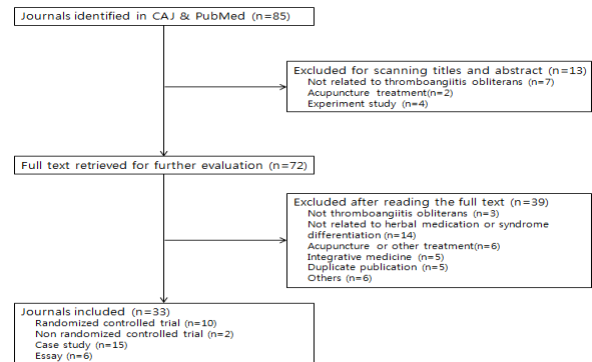 Journals identified in CAJ & PubMed (n=85)
Excluded for scanning titles and abstract (n=13)
Not related to thromboangiitis obliterans (n=7)
Acupuncture treatment(n=2)
Experiment study (n=4)
Full text retrieved for further evaluation (n=72)
Excluded after reading the full text (n=39)
Not thromboangiitis obliterans (n=3)
Not related to herbal medication or syndrome
differentiation (n=14)
Acupuncture or other treatment(n=6)
Integrative medicine (n=5)
Duplicate publication (n=5)
Others (n=6)
Journals included (n=33)
Randomized controlled trial (n=10)
Non randomized controlled trial (n=2)
Case study (n=15)
Essay (n=6)